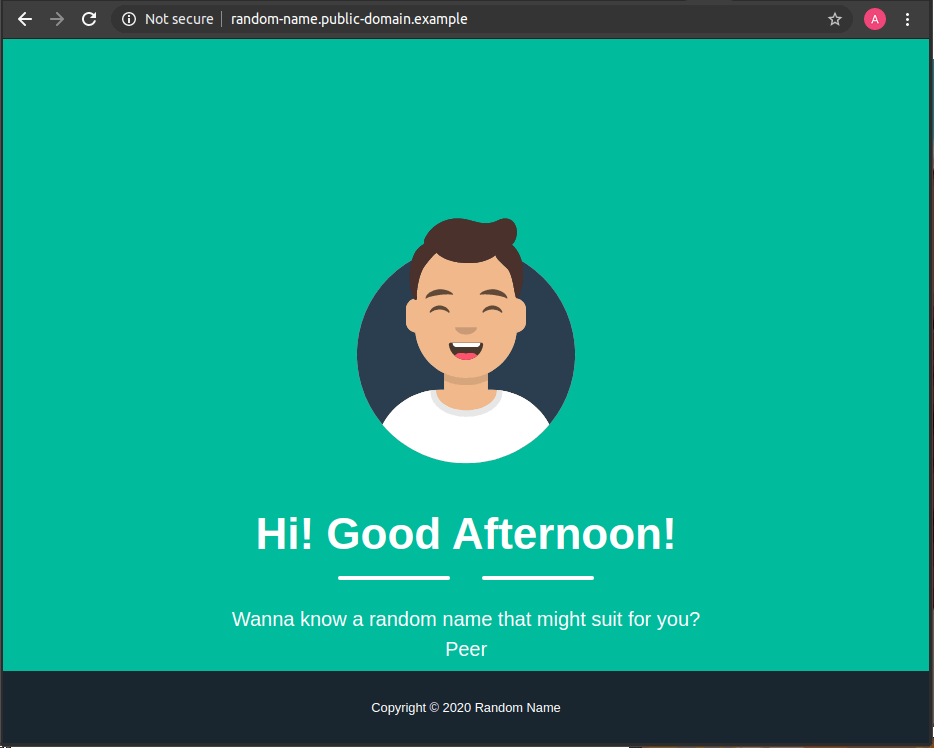 Not secure | random-name.public-domain.example
A
Hi! Good Afternoon!
Wanna know a random name that might suit for you?
Peer
Copyright © 2020 Random Name